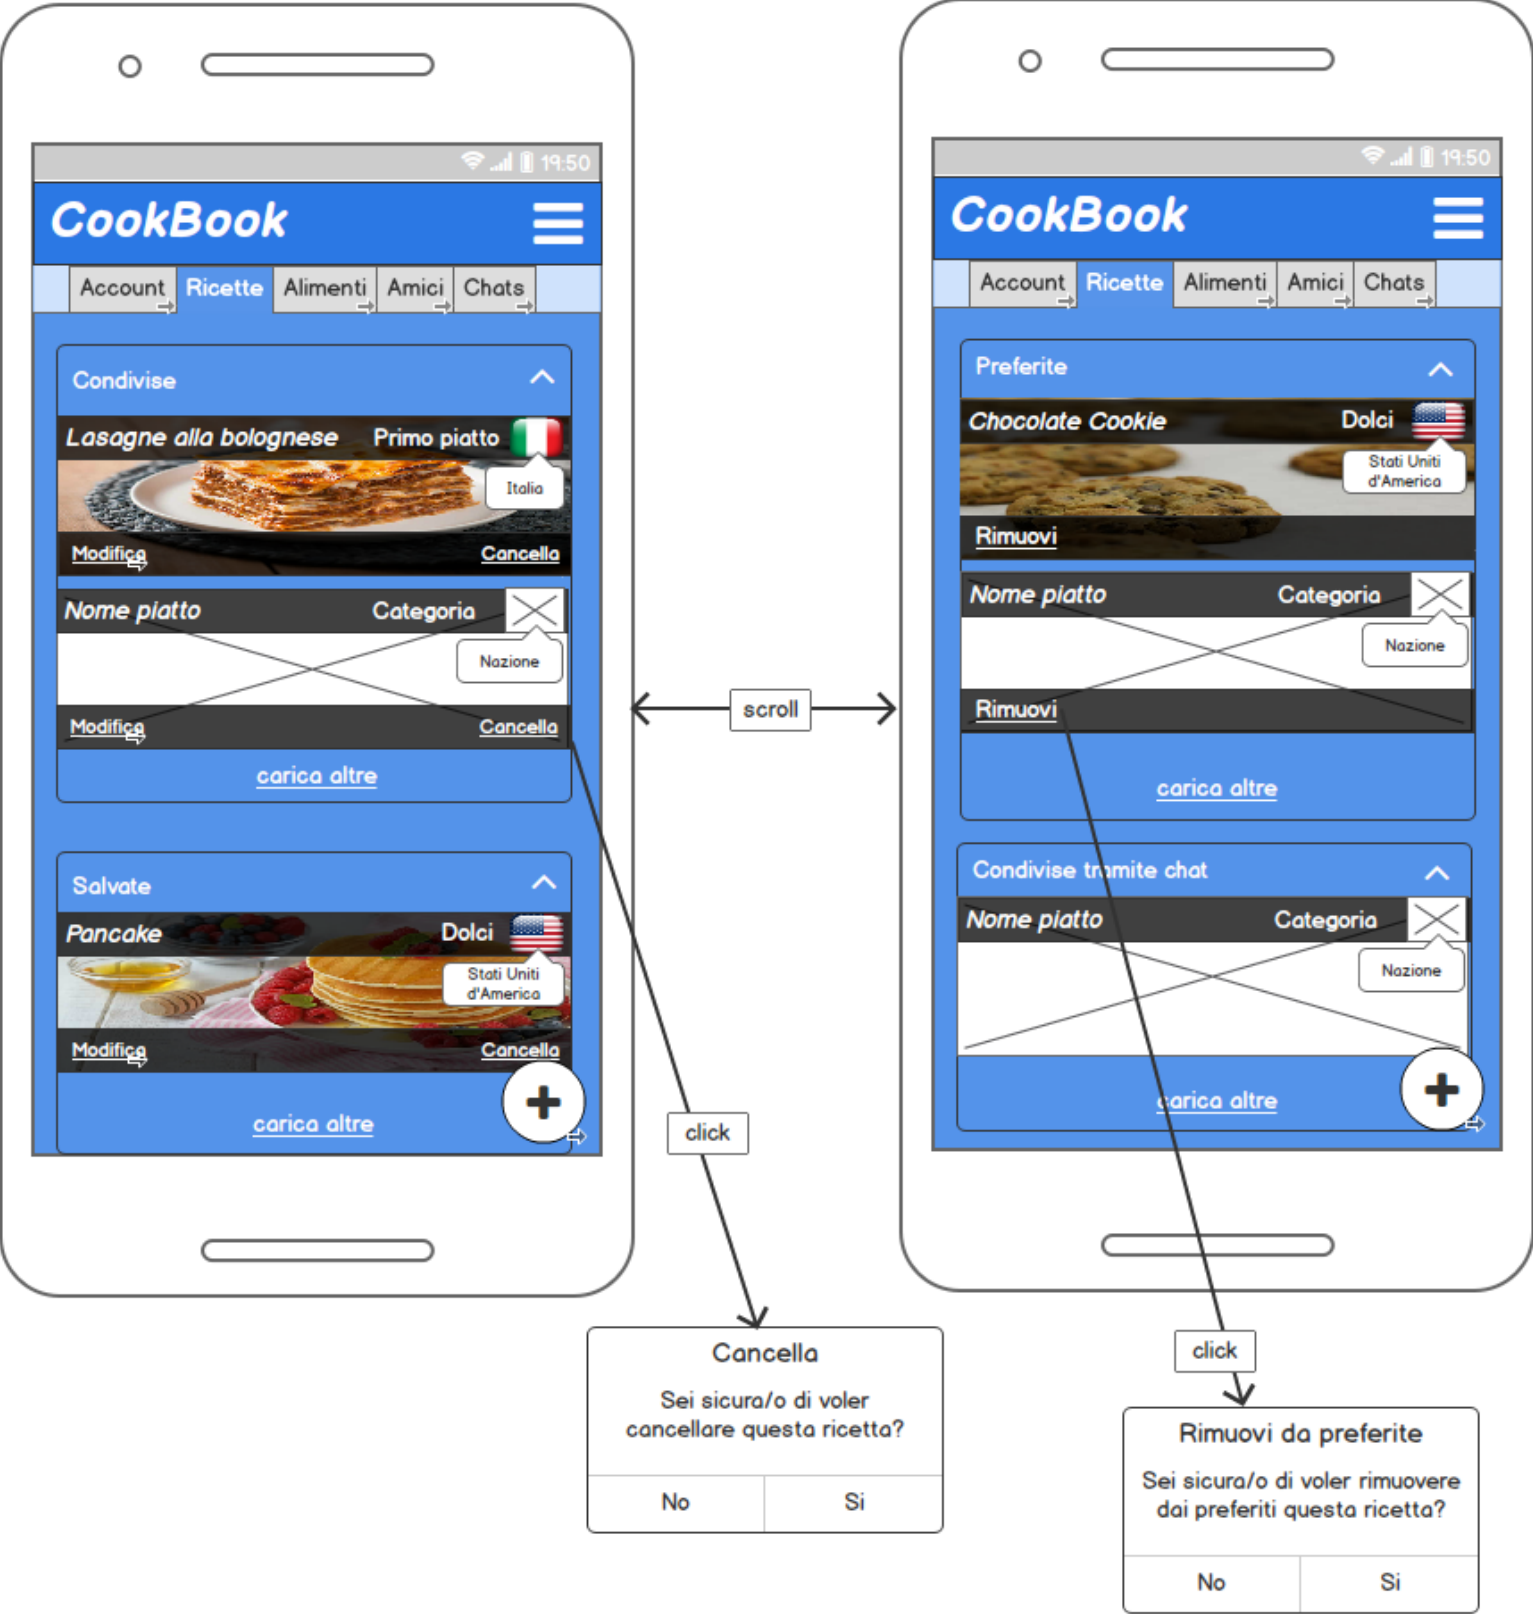 19:50
CookBook
Account Ricette Alimenti Amici Chats
Condivise
Lasagne alla bolognese Primo piatto
Italia
Modifica Cancella
Nome piatto Categoria
Nazione
Modifica Cancella
carica altre
Salvate
Pancake Dolci
Stati Uniti
d'America
Modifica Cancella
carica altre
scroll
click
Cancella
Sei sicura/o di voler
cancellare questa ricetta?
No Si
19:50
CookBook
Account Ricette Alimenti Amici Chats
Preferite
Chocolate Cookie Dolci
Stati Uniti
d'America
Rimuovi
Nome piatto Categoria
Nazione
Rimuovi
carica altre
Condivise tramite chat
Nome piatto Categoria
Nazione
carica altre
click
Rimuovi da preferite
Sei sicura/o di voler rimuovere
dai preferiti questa ricetta?
No Si